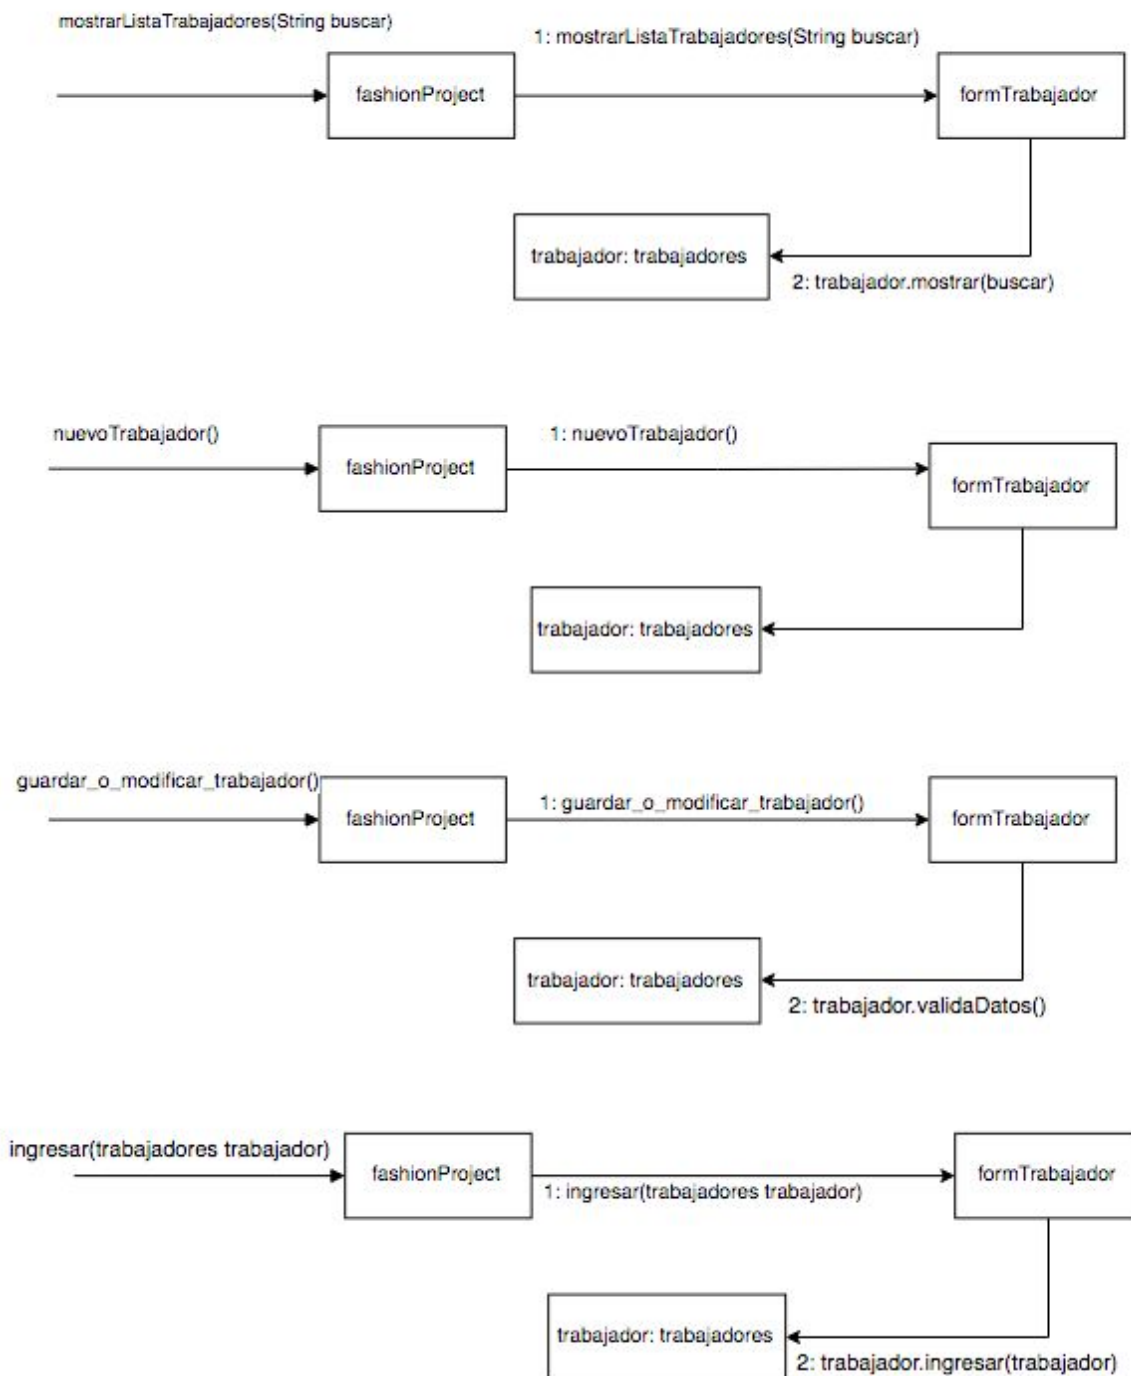 mostrarListaTrabajadores(String buscar)
1: mostrarListaTrabajadores(String buscar)
fashionProject
formTrabajador
trabajador: trabajadores
2: trabajador.mostrar(buscar)
nuevoTrabajador()
1: nuevoTrabajador()
fashionProject
formTrabajador
trabajador: trabajadores
guardar_o_modificar_trabajador()
1: guardar_o_modificar_trabajador()
fashionProject
formTrabajador
trabajador: trabajadores
2: trabajador.validaDatos()
ingresar(trabajadores trabajador)
fashionProject
1: ingresar(trabajadores trabajador)
formTrabajador
trabajador: trabajadores
2: trabajador.ingresar(trabajador)